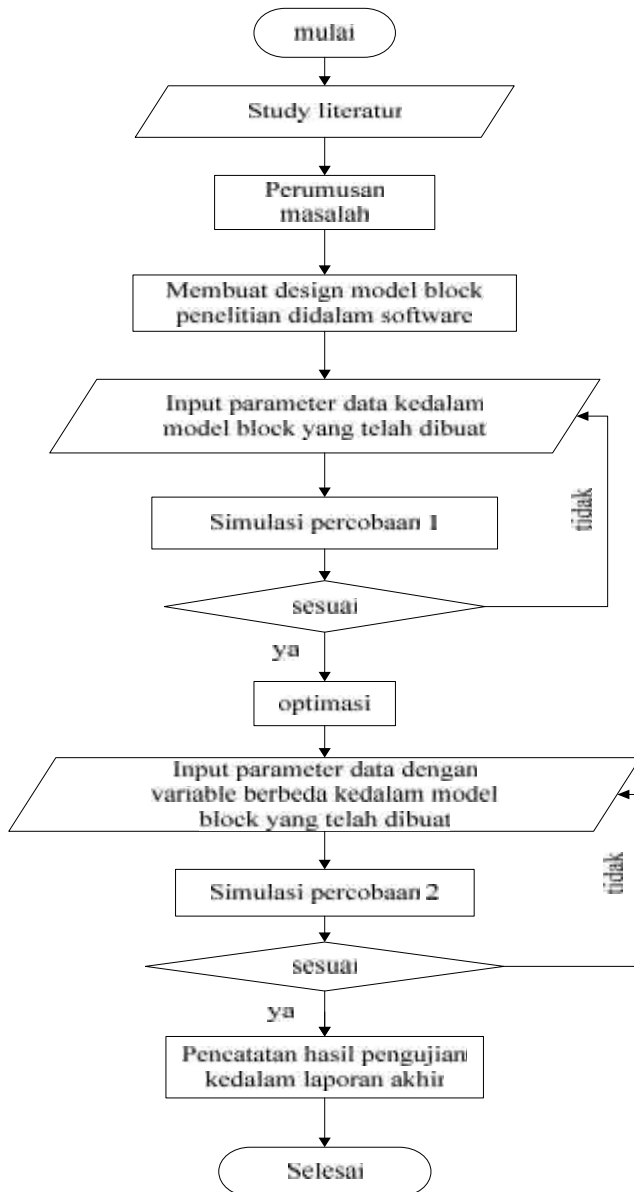 mulai
Study literatur
Perumusan
masalah
Membuat design model block
penelitian didalam software
Input parameter data kedalam
model block yang telah dibuat
tidak
Simulasi percobaan 1
sesuai
ya
optimasi
Input parameter data dengan
variable berbeda kedalam model
block yang telah dibuat
tidak
Simulasi percobaan 2
sesuai
ya
Pencatatan hasil pengujian
kedalam laporan akhir
Selesai